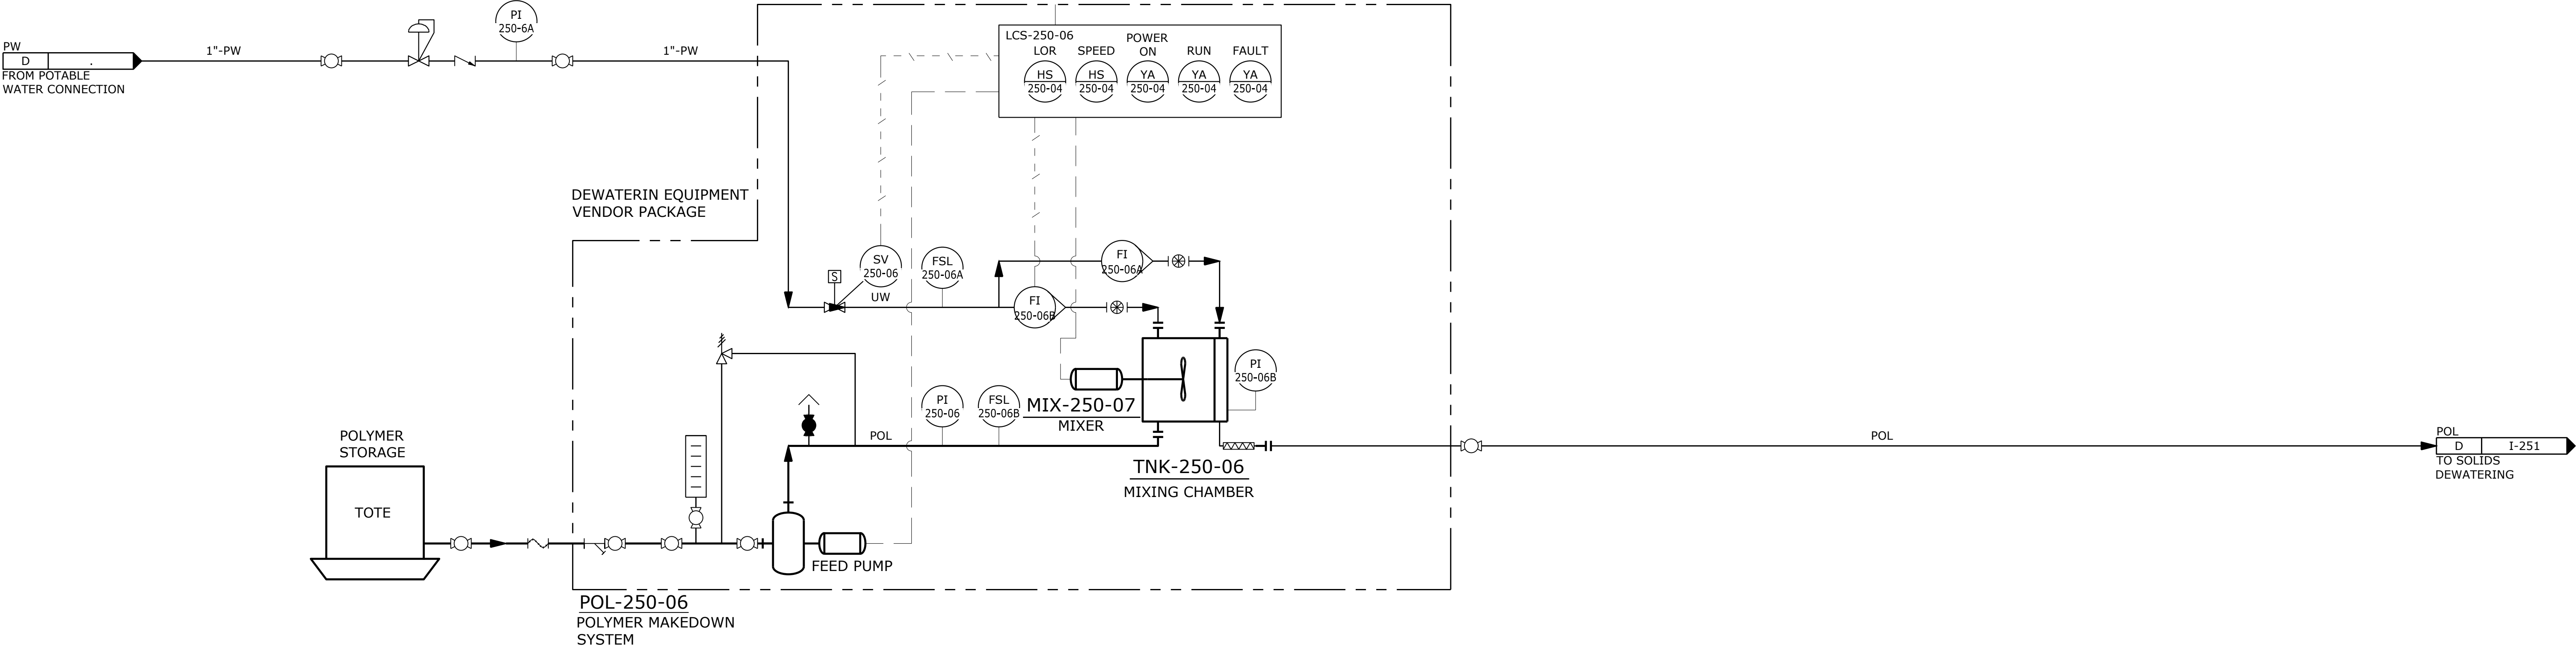 PW
D
.
FROM POTABLE
WATER CONNECTION
1"-PW
PI
250-6A
1"-PW
LCS-250-06
LOR
SPEED
POWER
ON
RUN
FAULT
HS
250-04
HS
250-04
YA
250-04
YA
250-04
YA
250-04
DEWATERIN EQUIPMENT
VENDOR PACKAGE
S
SV
250-06
UW
FSL
250-06A
FI
250-06A
FI
250-06B
PI
250-06B
PI
250-06
FSL
250-06B
MIX-250-07
MIXER
POL
TNK-250-06
MIXING CHAMBER
POLYMER
STORAGE
TOTE
FEED PUMP
POL-250-06
POLYMER MAKEDOWN
SYSTEM
POL
POL
D
I-251
TO SOLIDS
DEWATERING